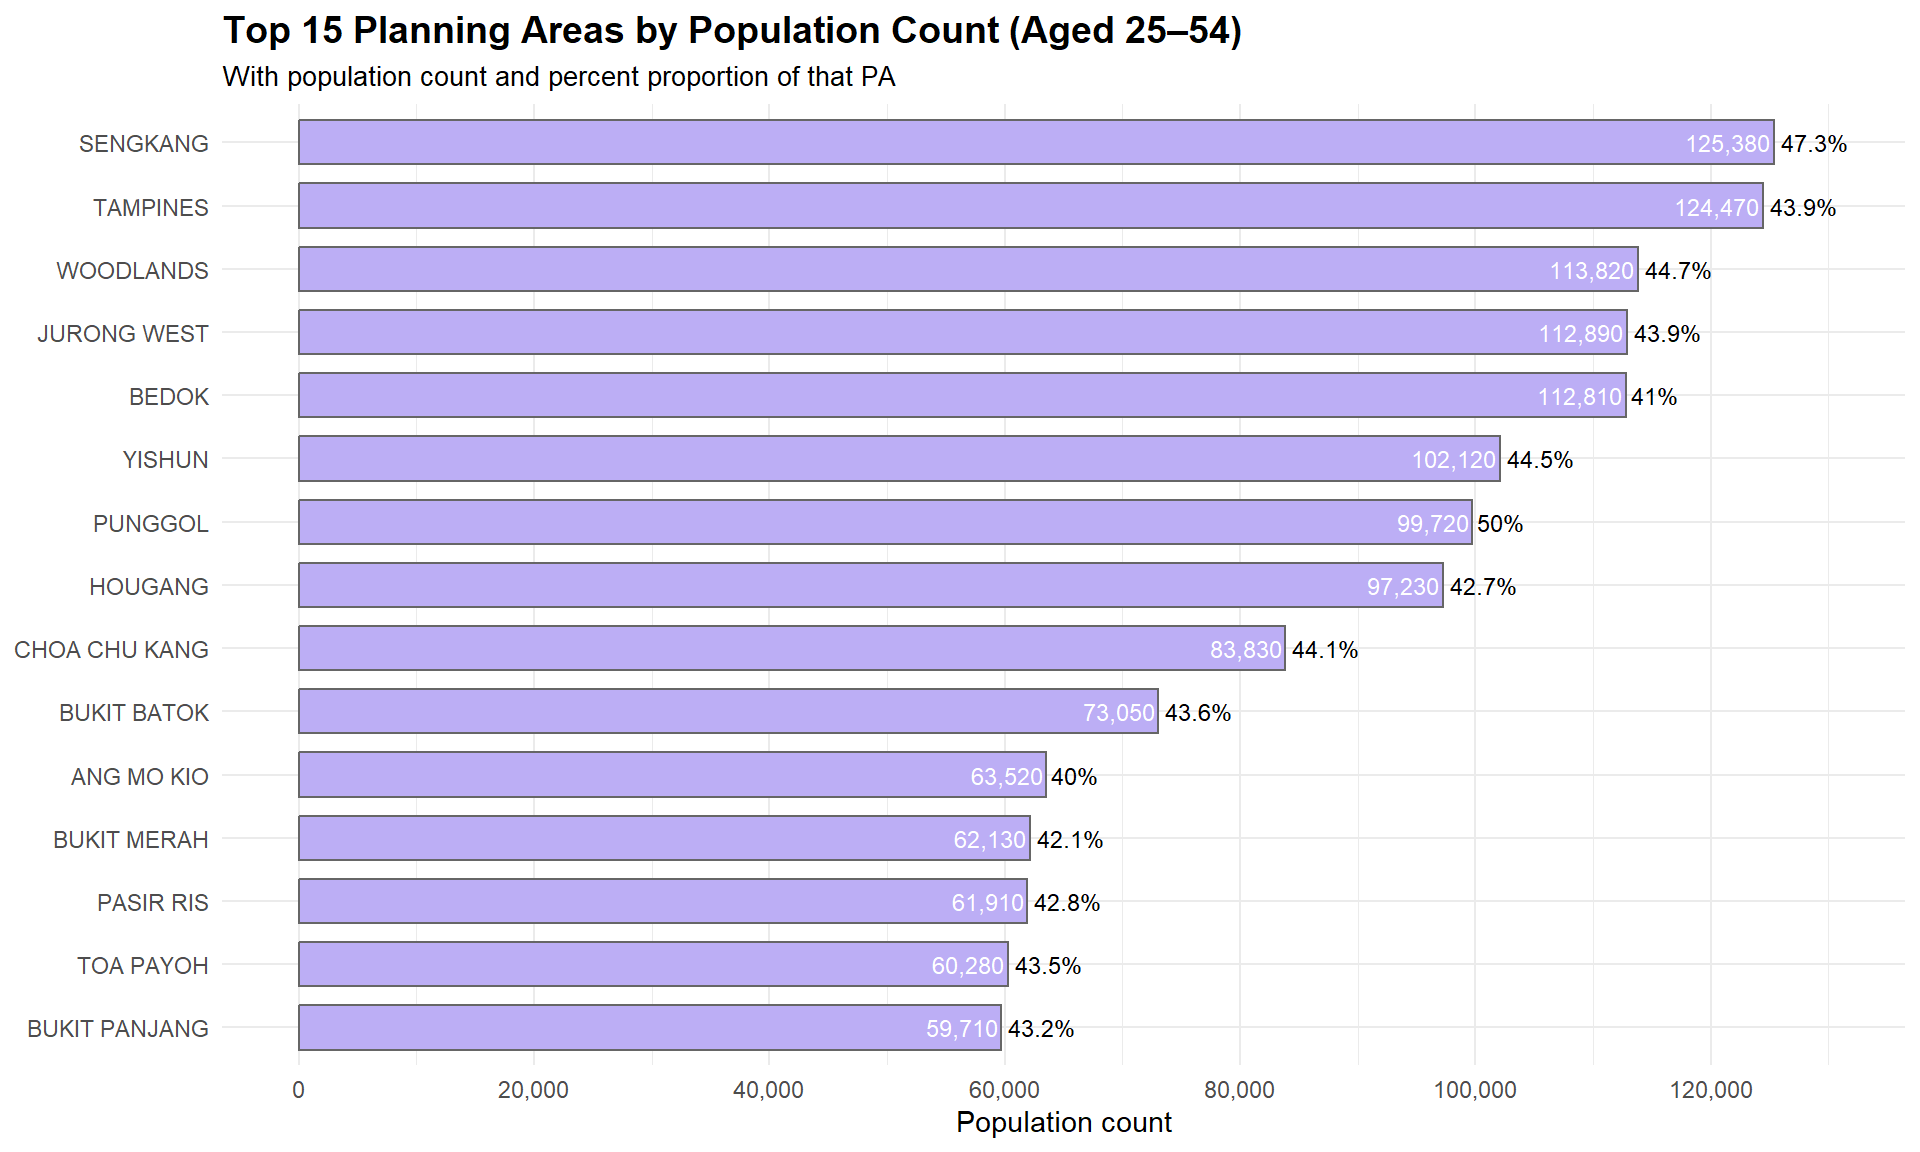 Top 15 Planning Areas by Population Count (Aged 25–54)
With population count and percent proportion of that PA
SENGKANG 125,380 47.3%
TAMPINES 124,470 43.9%
WOODLANDS 113,820 44.7%
JURONG WEST 112,890 43.9%
BEDOK 112,810 41%
YISHUN 102,120 44.5%
PUNGGOL 99,720 50%
HOUGANG 97,230 42.7%
CHOA CHU KANG 83,830 44.1%
BUKIT BATOK 73,050 43.6%
ANG MO KIO 63,520 40%
BUKIT MERAH 62,130 42.1%
PASIR RIS 61,910 42.8%
TOA PAYOH 60,280 43.5%
BUKIT PANJANG 59,710 43.2%
0 20,000 40,000 60,000 80,000 100,000 120,000
Population count